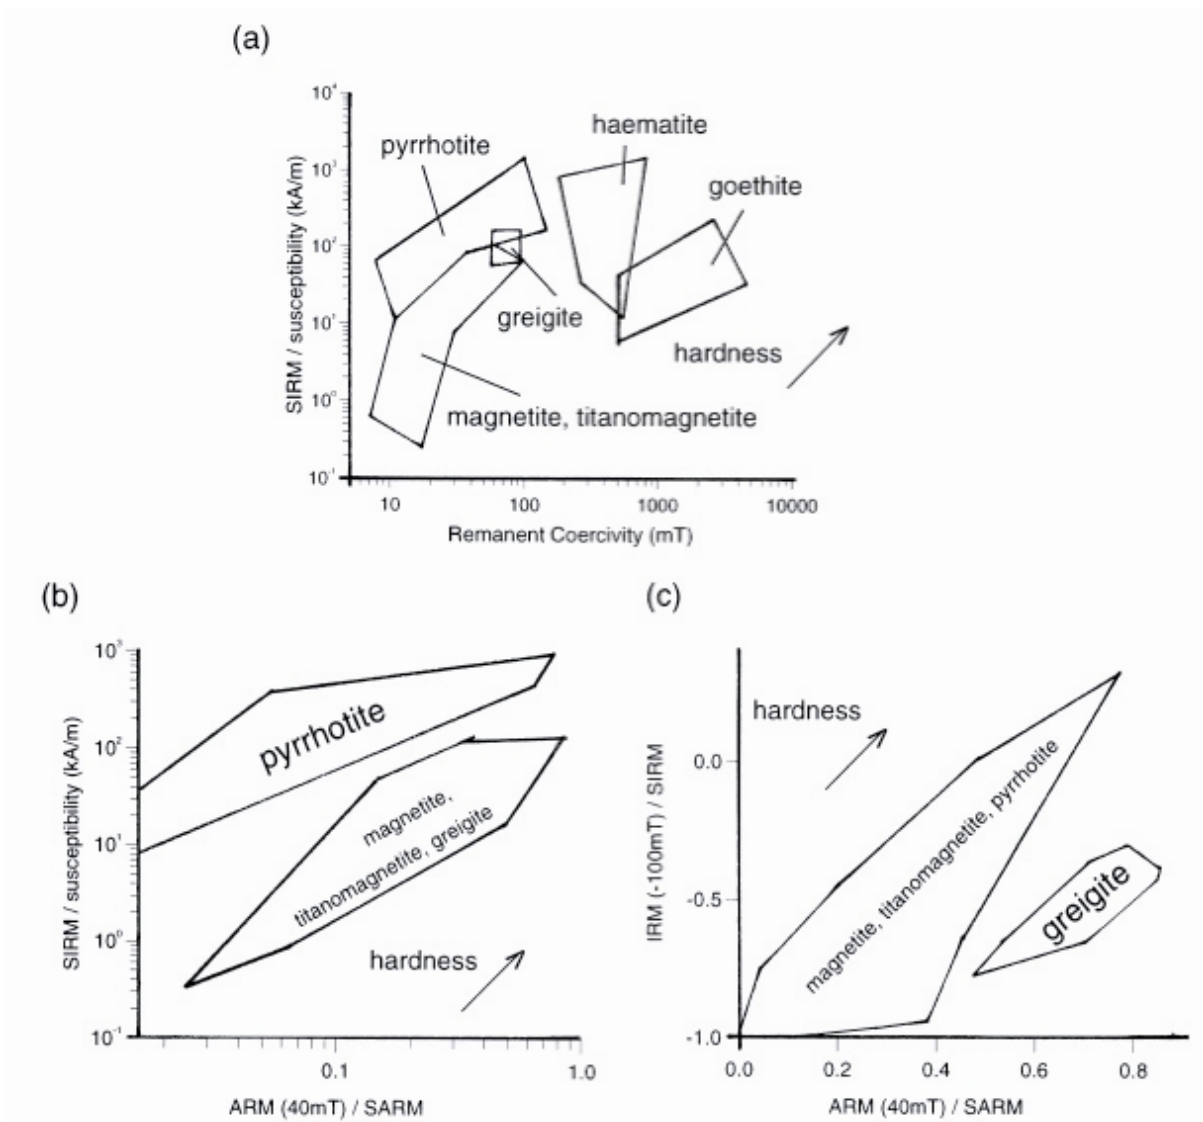 (a)
10⁴
10³
10²
10¹
10⁰
10⁻¹
SIRM / susceptibility (kA/m)
pyrrhotite
haematite
goethite
greigite
hardness
magnetite, titanomagnetite
10
100
1000
10000
Remanent Coercivity (mT)
(b)
10³
10²
10¹
10⁰
10⁻¹
SIRM / susceptibility (kA/m)
pyrrhotite
magnetite,
titanomagnetite, greigite
hardness
0.1
1.0
ARM (40mT) / SARM
(c)
hardness
0.0
-0.5
-1.0
IRM (-100mT) / SIRM
magnetite, titanomagnetite, pyrrhotite
greigite
0.0
0.2
0.4
0.6
0.8
ARM (40mT) / SARM